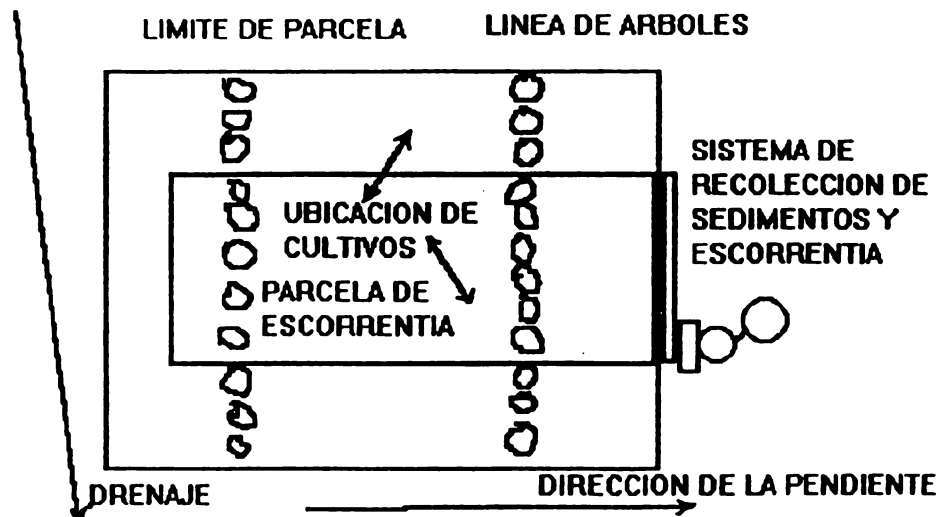 LIMITE DE PARCELA
LINEA DE ARBOLES
SISTEMA DE
RECOLECCION DE
SEDIMENTOS Y
ESCORRENTIA
UBICACION DE
CULTIVOS
PARCELA DE
ESCORRENTIA
DRENAJE
DIRECCION DE LA PENDIENTE